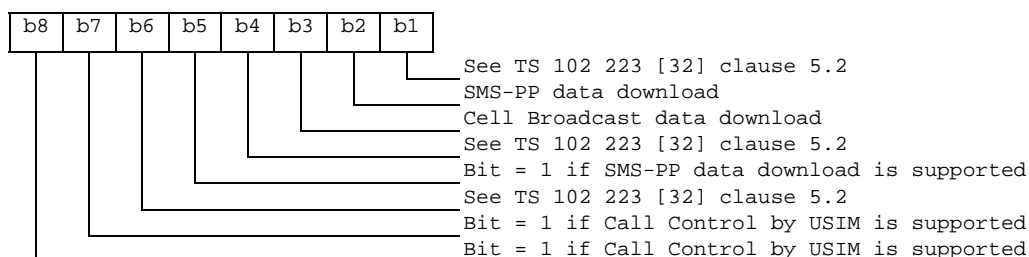 b8 b7 b6 b5 b4 b3 b2 b1
See TS 102 223 [32] clause 5.2
SMS-PP data download
Cell Broadcast data download
See TS 102 223 [32] clause 5.2
Bit = 1 if SMS-PP data download is supported
See TS 102 223 [32] clause 5.2
Bit = 1 if Call Control by USIM is supported
Bit = 1 if Call Control by USIM is supported